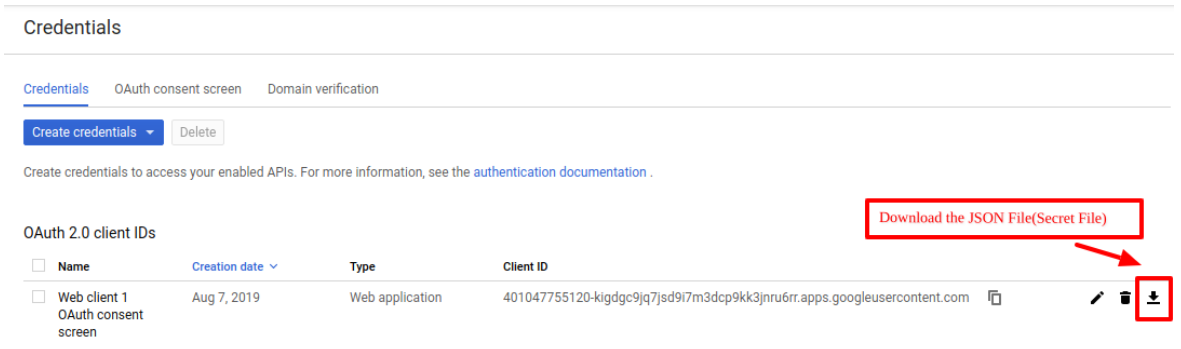 Credentials
Credentials OAuth consent screen Domain verification
Create credentials Delete
Create credentials to access your enabled APIs. For more information, see the authentication documentation .
Download the JSON File(Secret File)
OAuth 2.0 client IDs
Name Creation date Type Client ID
Web client 1 Aug 7, 2019 Web application 401047755120-kigdgc9jq7jsd9i7m3dcp9kk3jnru6rr.apps.googleusercontent.com
OAuth consent
screen